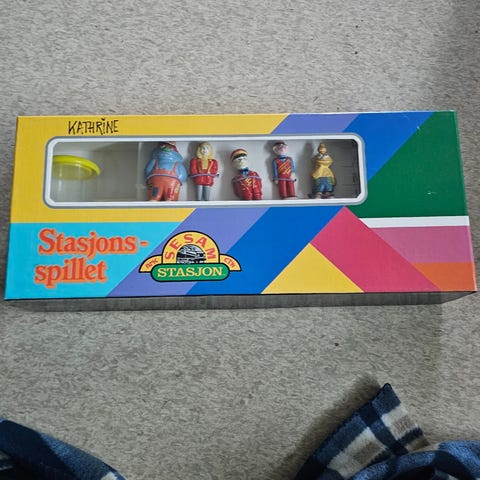 KATHRINE
Stasjons-
spillet
SESAM
STASJON